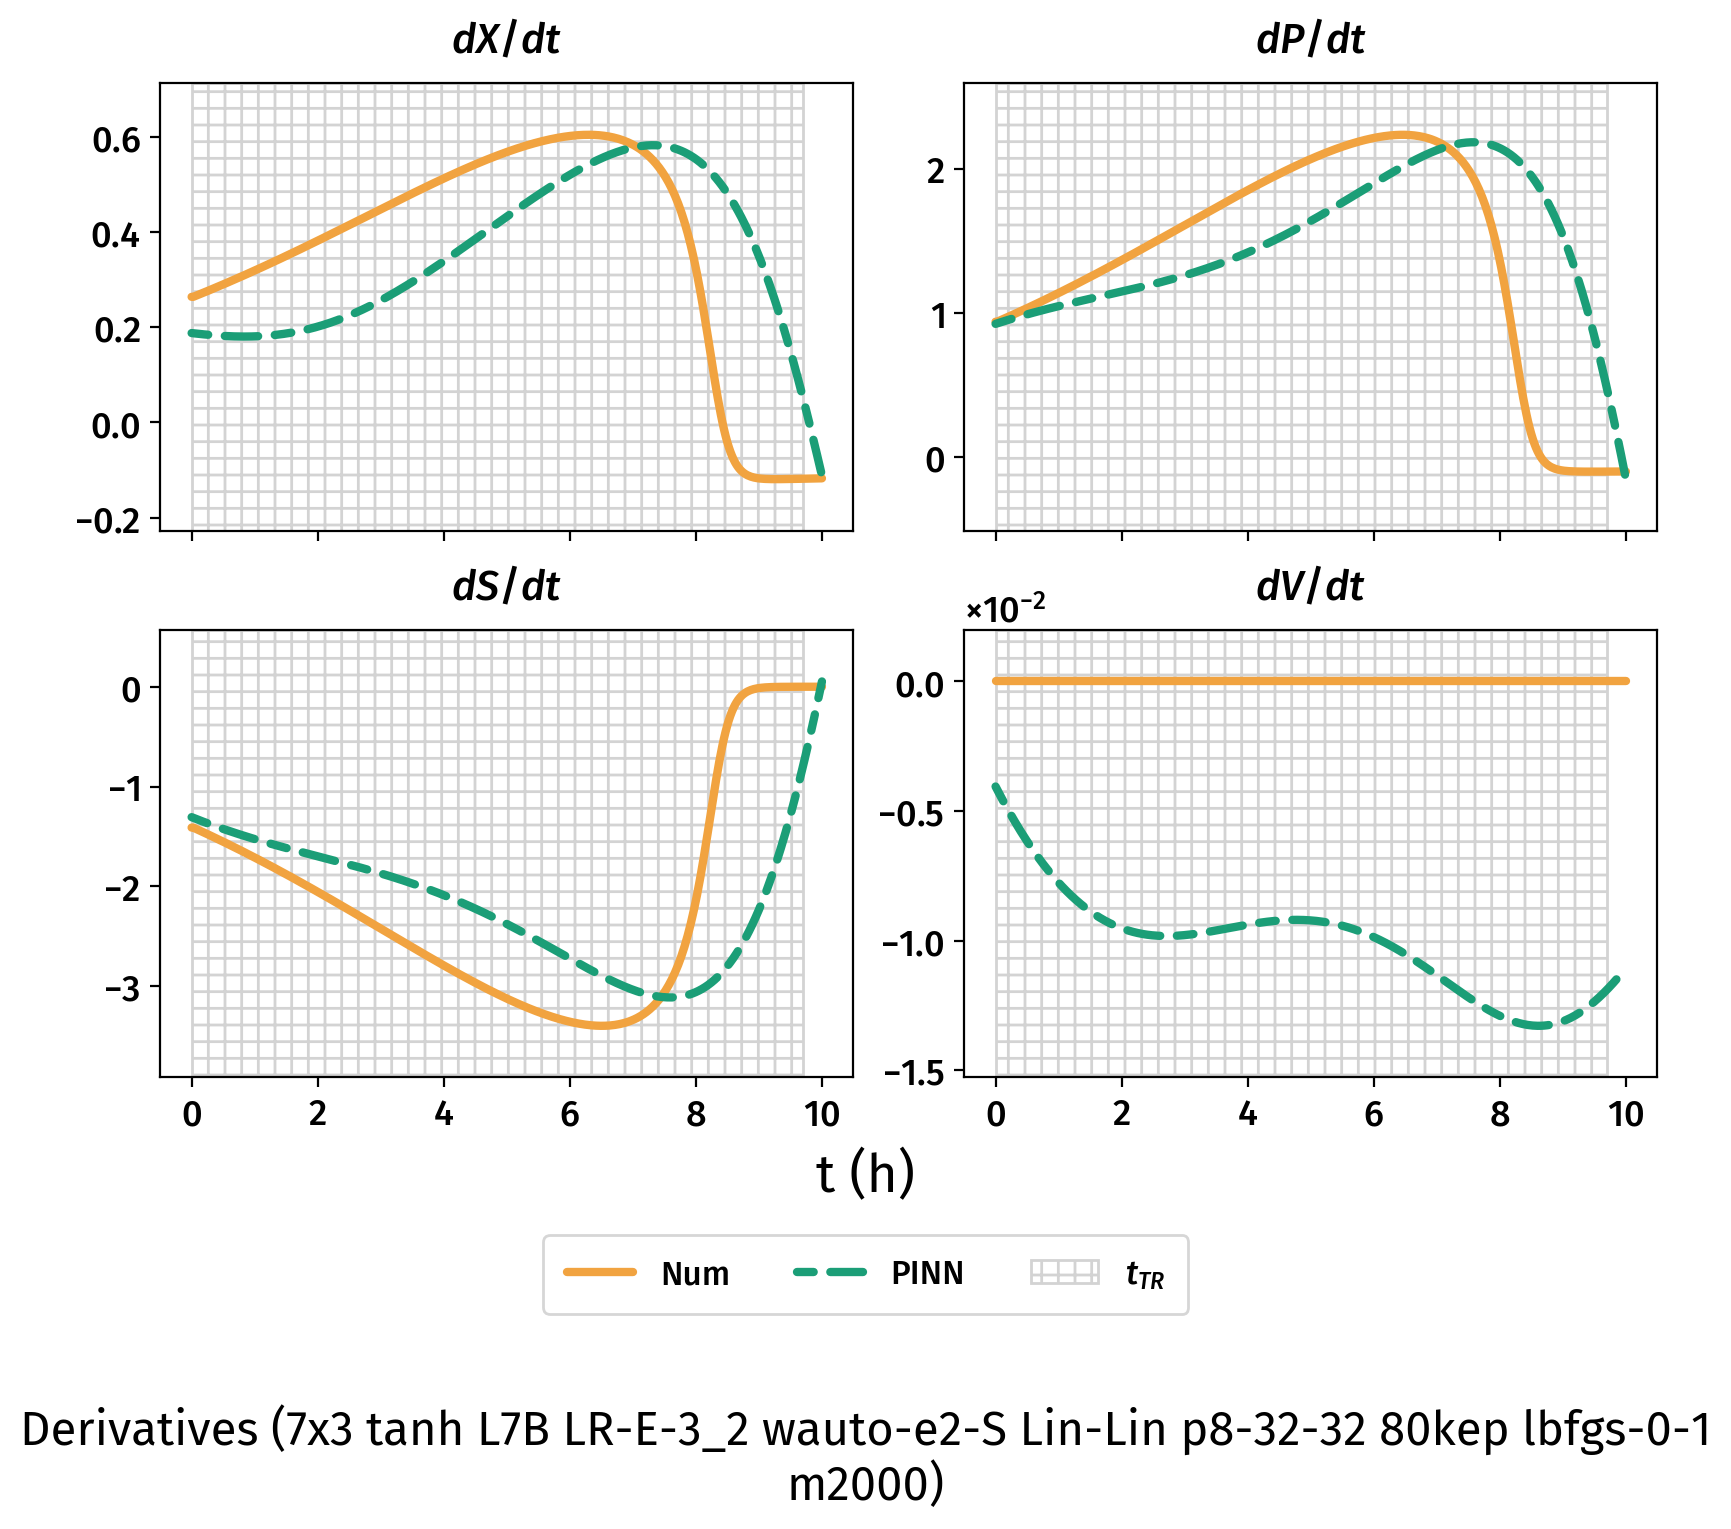 dX/dt
dP/dt
0.6
0.4
0.2
0.0
−0.2
2
1
0
dS/dt
dV/dt
×10⁻²
0
−1
−2
−3
0.0
−0.5
−1.0
−1.5
0 2 4 6 8 10
0 2 4 6 8 10
t (h)
Num PINN t_TR
Derivatives (7x3 tanh L7B LR-E-3_2 wauto-e2-S Lin-Lin p8-32-32 80kep lbfgs-0-1
m2000)